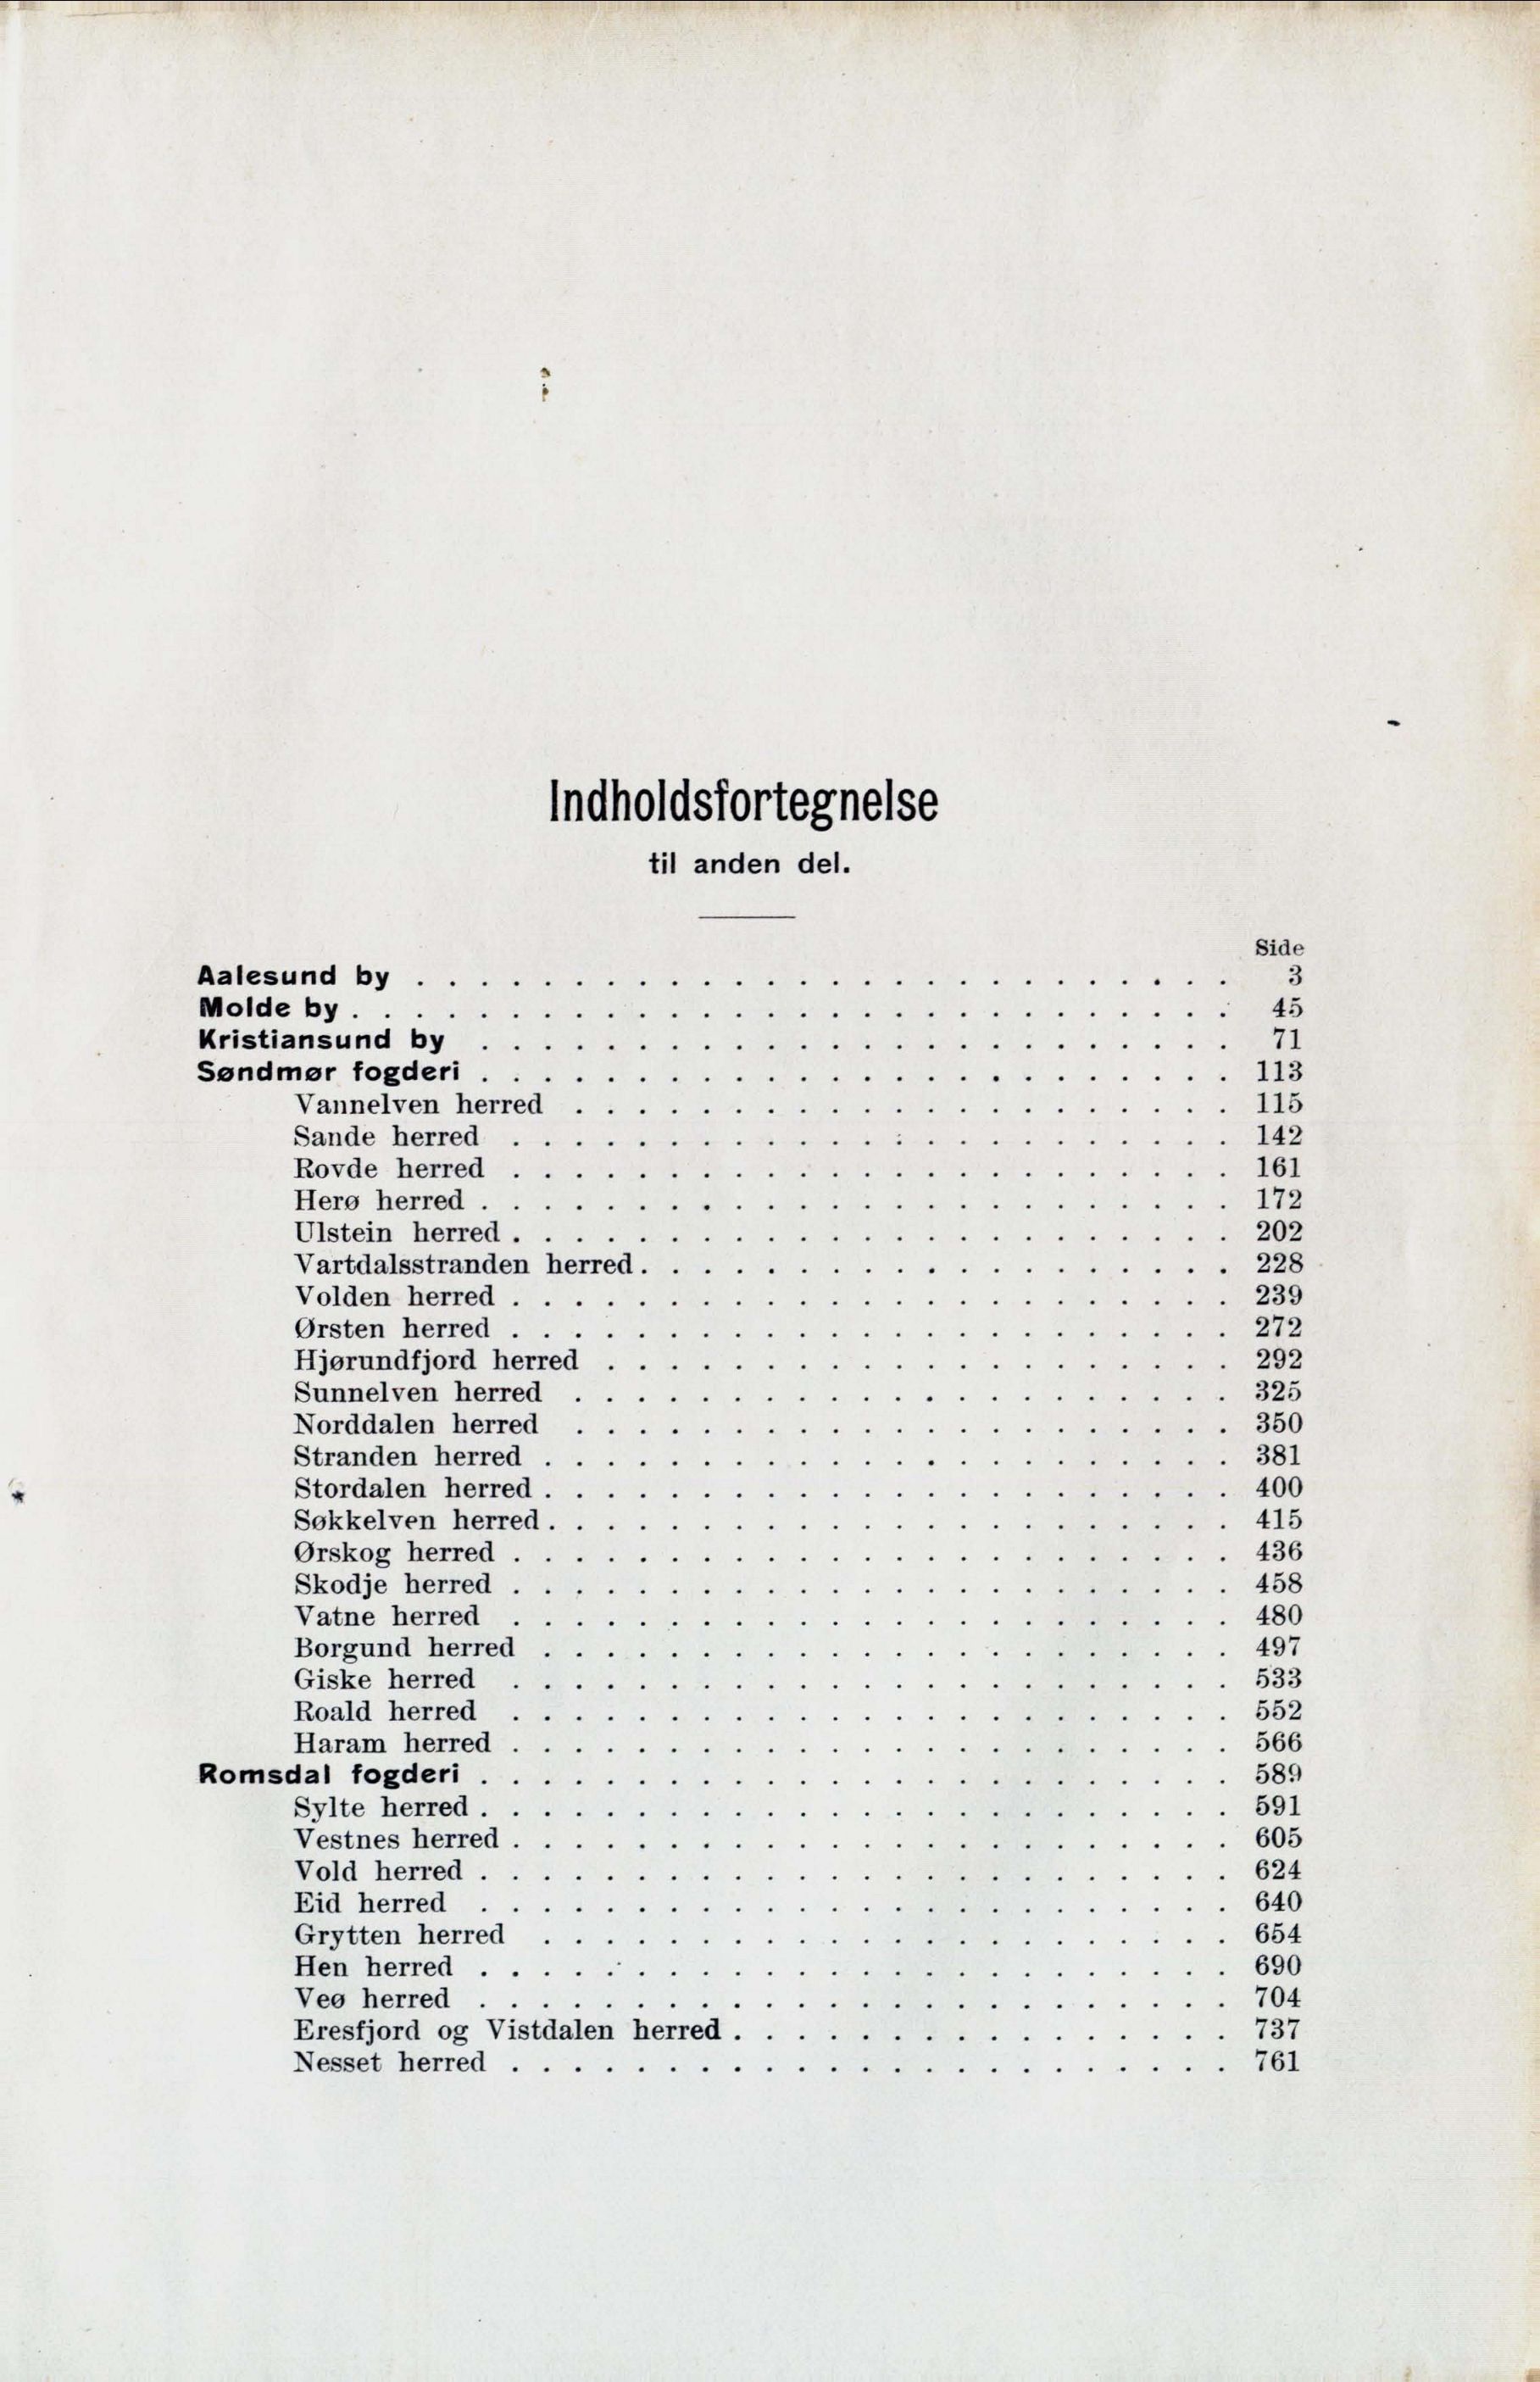 Indholdsfortegnelse
til anden del.
Side
Aalesund by . . . . . . . . . . . . . . . . . . . . . . . . . . 3
Molde by . . . . . . . . . . . . . . . . . . . . . . . . . . . . 45
Kristiansund by . . . . . . . . . . . . . . . . . . . . . . . . 71
Søndmør fogderi . . . . . . . . . . . . . . . . . . . . . . . . 113
Vannelven herred . . . . . . . . . . . . . . . . . . . . . 115
Sande herred . . . . . . . . . . . . . . . . . . . . . . . 142
Rovde herred . . . . . . . . . . . . . . . . . . . . . . . 161
Herø herred . . . . . . . . . . . . . . . . . . . . . . . . 172
Ulstein herred . . . . . . . . . . . . . . . . . . . . . . . 202
Vartdalsstranden herred . . . . . . . . . . . . . . . . . . . 228
Volden herred . . . . . . . . . . . . . . . . . . . . . . . 239
Ørsten herred . . . . . . . . . . . . . . . . . . . . . . . 272
Hjørundfjord herred . . . . . . . . . . . . . . . . . . . . 292
Sunnelven herred . . . . . . . . . . . . . . . . . . . . . 325
Norddalen herred . . . . . . . . . . . . . . . . . . . . . 350
Stranden herred . . . . . . . . . . . . . . . . . . . . . . 381
Stordalen herred . . . . . . . . . . . . . . . . . . . . . . 400
Søkkelven herred . . . . . . . . . . . . . . . . . . . . . . 415
Ørskog herred . . . . . . . . . . . . . . . . . . . . . . . 436
Skodje herred . . . . . . . . . . . . . . . . . . . . . . . 458
Vatne herred . . . . . . . . . . . . . . . . . . . . . . . 480
Borgund herred . . . . . . . . . . . . . . . . . . . . . . 497
Giske herred . . . . . . . . . . . . . . . . . . . . . . . 533
Roald herred . . . . . . . . . . . . . . . . . . . . . . . 552
Haram herred . . . . . . . . . . . . . . . . . . . . . . . 566
Romsdal fogderi . . . . . . . . . . . . . . . . . . . . . . . . 589
Sylte herred . . . . . . . . . . . . . . . . . . . . . . . . 591
Vestnes herred . . . . . . . . . . . . . . . . . . . . . . . 605
Vold herred . . . . . . . . . . . . . . . . . . . . . . . . 624
Eid herred . . . . . . . . . . . . . . . . . . . . . . . . 640
Grytten herred . . . . . . . . . . . . . . . . . . . . . . 654
Hen herred . . . . . . . . . . . . . . . . . . . . . . . . 690
Veø herred . . . . . . . . . . . . . . . . . . . . . . . . 704
Eresfjord og Vistdalen herred . . . . . . . . . . . . . . . . 737
Nesset herred . . . . . . . . . . . . . . . . . . . . . . . 761